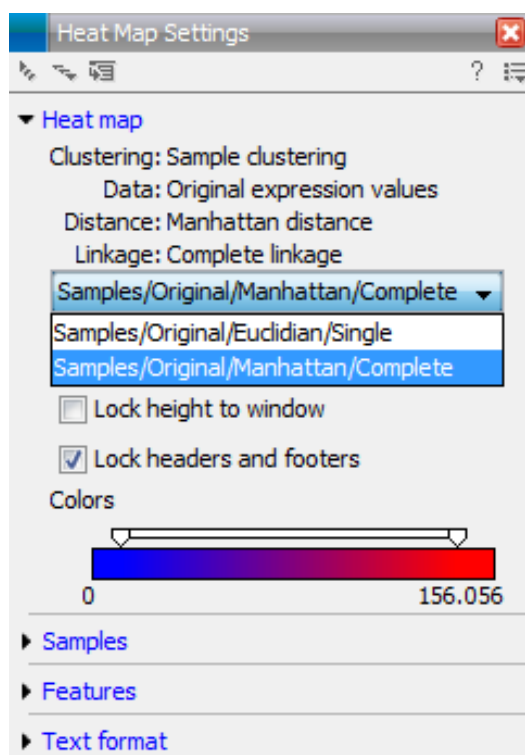 Heat Map Settings
?
Heat map
Clustering: Sample clustering
Data: Original expression values
Distance: Manhattan distance
Linkage: Complete linkage
Samples/Original/Manhattan/Complete
Samples/Original/Euclidian/Single
Samples/Original/Manhattan/Complete
Lock height to window
Lock headers and footers
Colors
0 156.056
Samples
Features
Text format